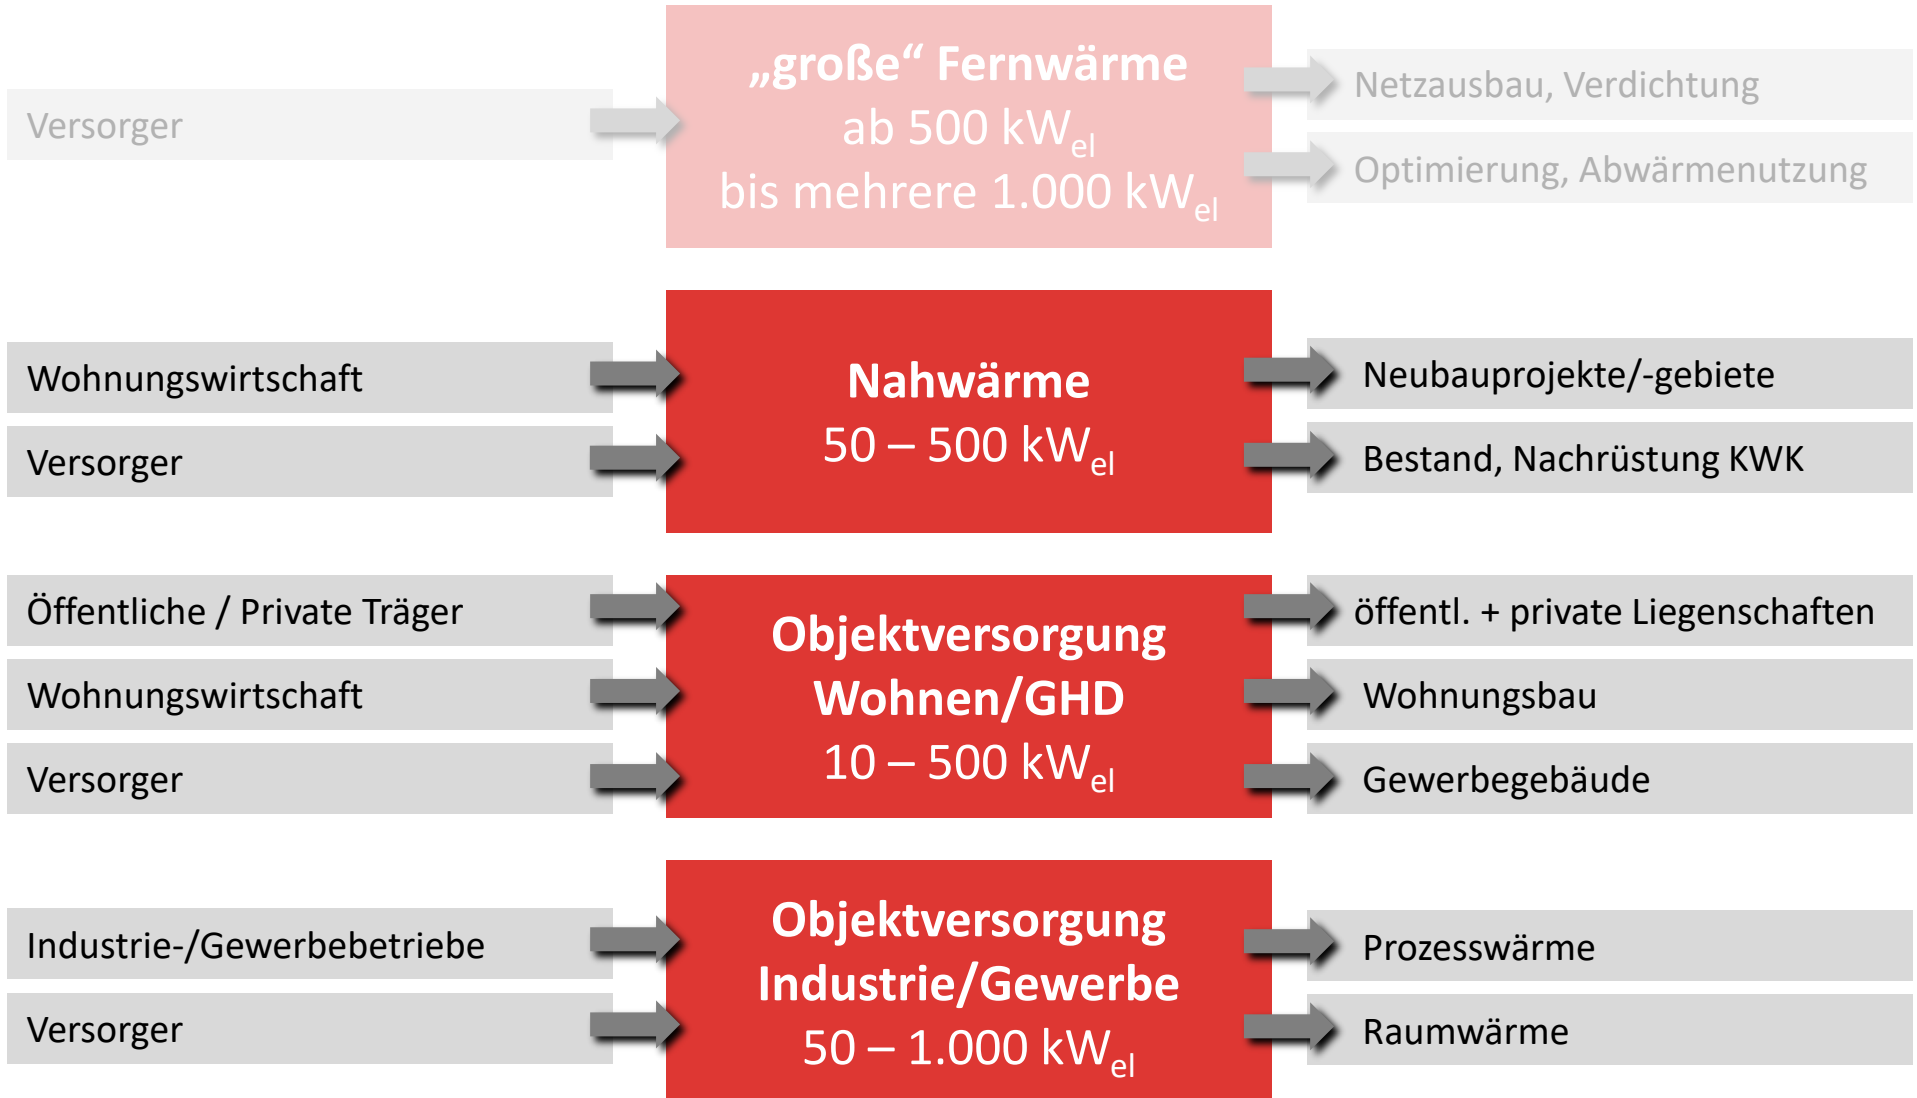 Versorger
„große“ Fernwärme
ab 500 kWel
bis mehrere 1.000 kWel
Netzausbau, Verdichtung
Optimierung, Abwärmenutzung
Wohnungswirtschaft
Versorger
Nahwärme
50 – 500 kWel
Neubauprojekte/-gebiete
Bestand, Nachrüstung KWK
Öffentliche / Private Träger
Wohnungswirtschaft
Versorger
Objektversorgung
Wohnen/GHD
10 – 500 kWel
öffentl. + private Liegenschaften
Wohnungsbau
Gewerbegebäude
Industrie-/Gewerbebetriebe
Versorger
Objektversorgung
Industrie/Gewerbe
50 – 1.000 kWel
Prozesswärme
Raumwärme